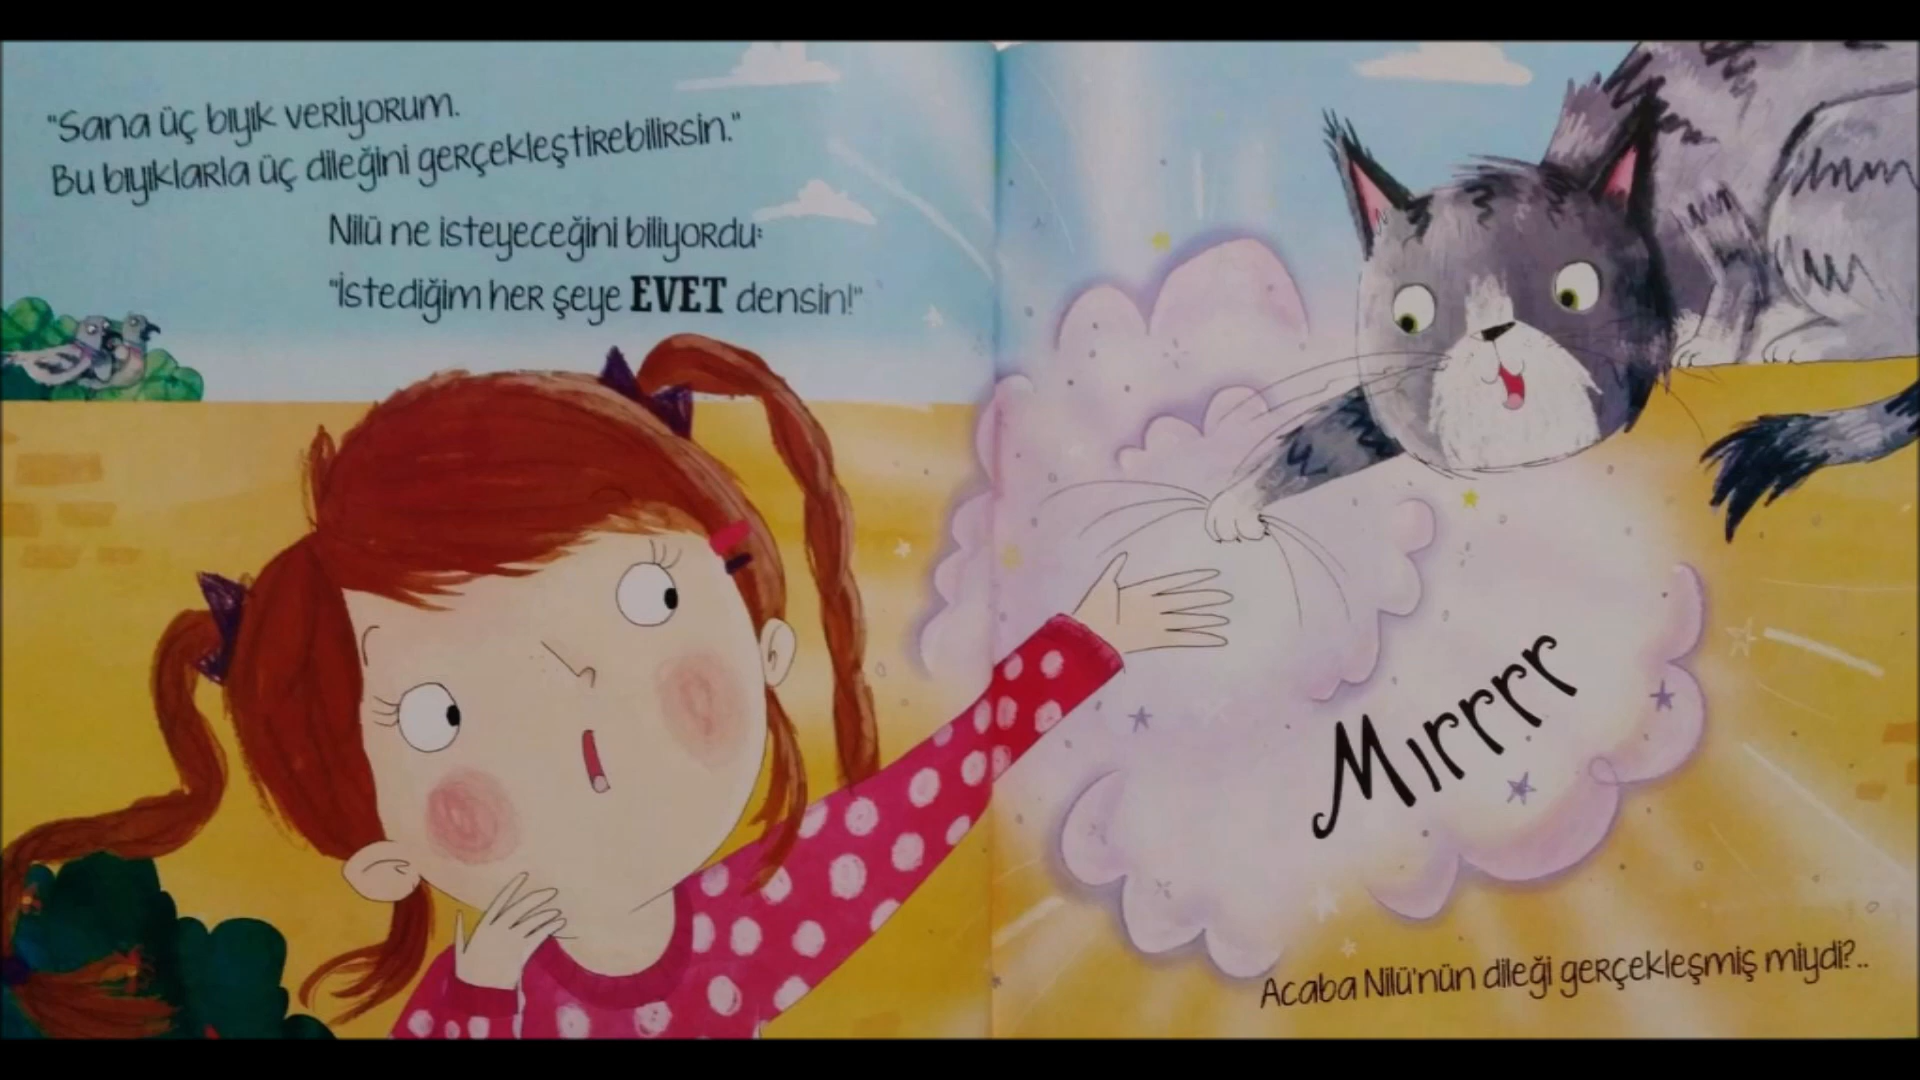 "Sana üç bıyık veriyorum.
Bu bıyıklarla üç dileğini gerçekleştirebilirsin."
Nilü ne isteyeceğini biliyordu:
"İstediğim her şeye EVET densin!"
Mırrrr
Acaba Nilü'nün dileği gerçekleşmiş miydi?..